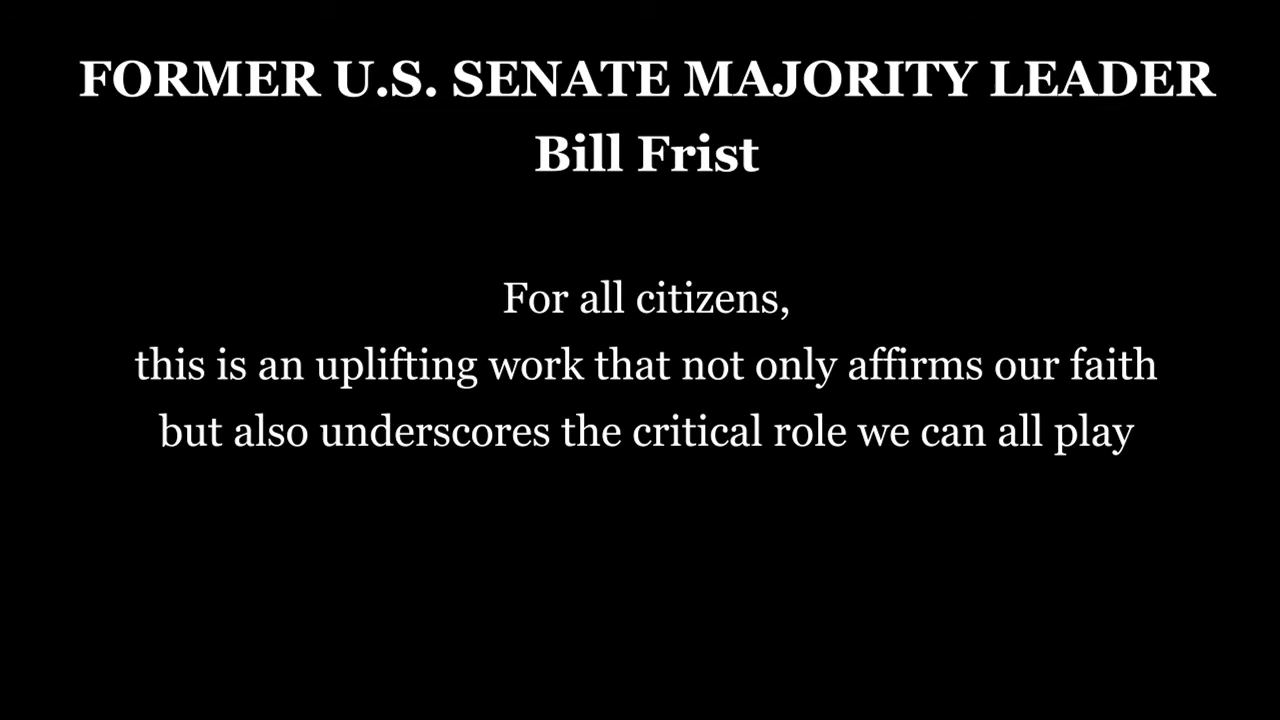 FORMER U.S. SENATE MAJORITY LEADER
Bill Frist
For all citizens,
this is an uplifting work that not only affirms our faith
but also underscores the critical role we can all play